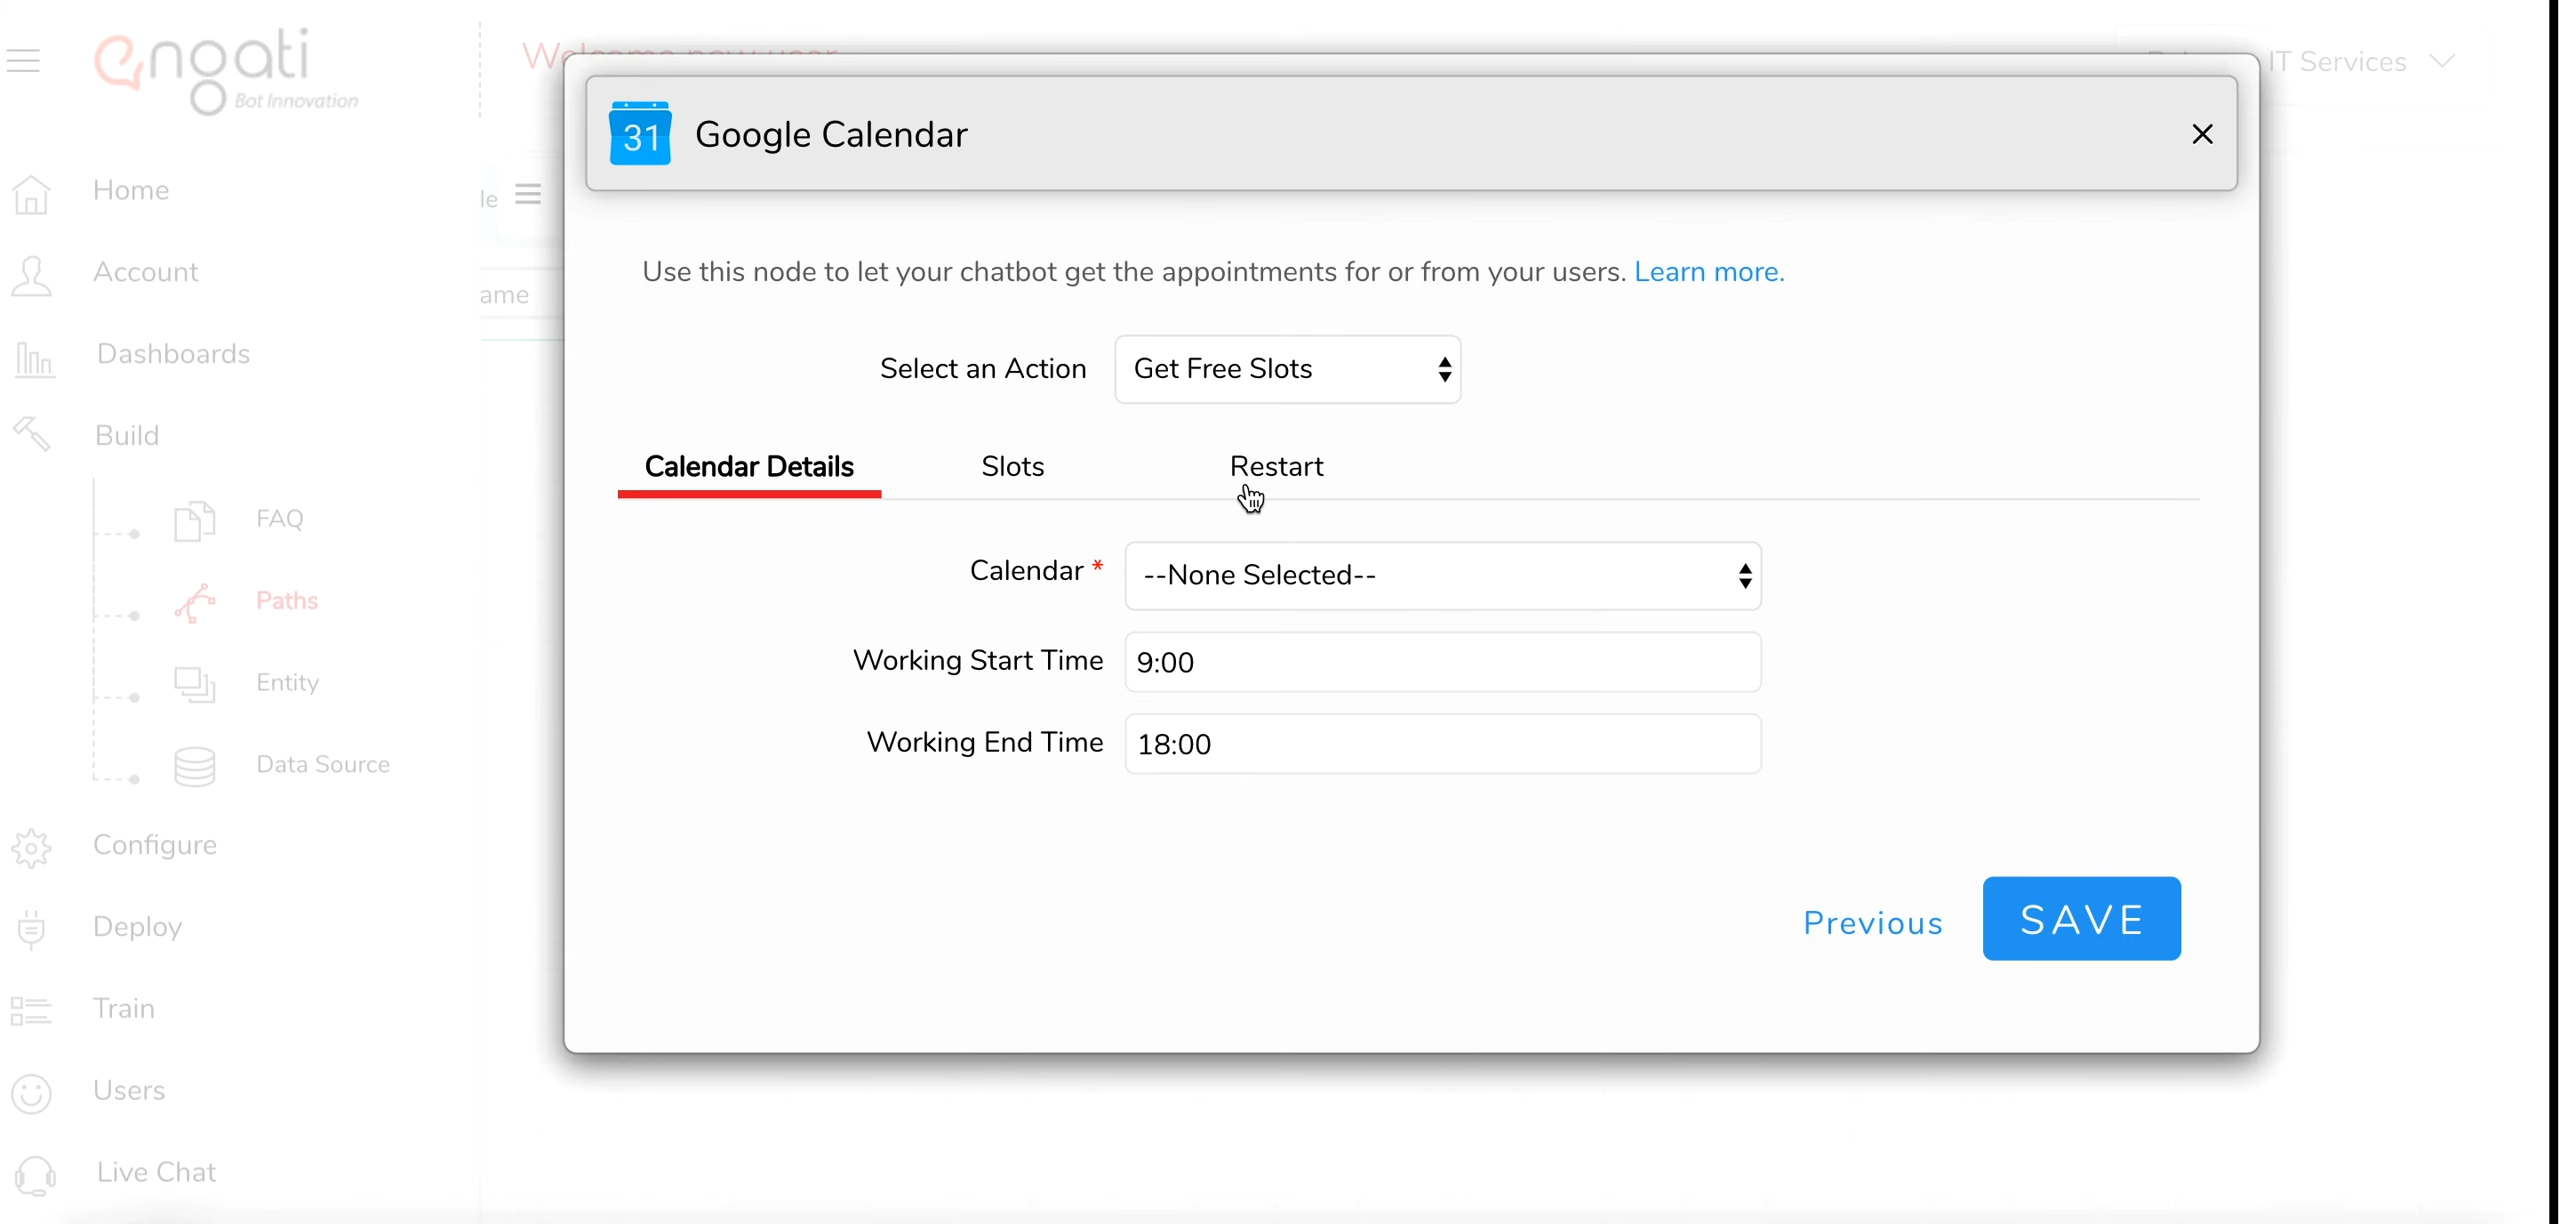 engati
Bot Innovation
IT Services
31
Google Calendar
Home
le
Use this node to let your chatbot get the appointments for or from your users. Learn more.
Account
ame
Dashboards
Select an Action
Get Free Slots
Build
Calendar Details
Slots
Restart
FAQ
Calendar *
--None Selected--
Paths
Working Start Time
9:00
Entity
Working End Time
18:00
Data Source
Configure
Previous
SAVE
Deploy
Train
Users
Live Chat